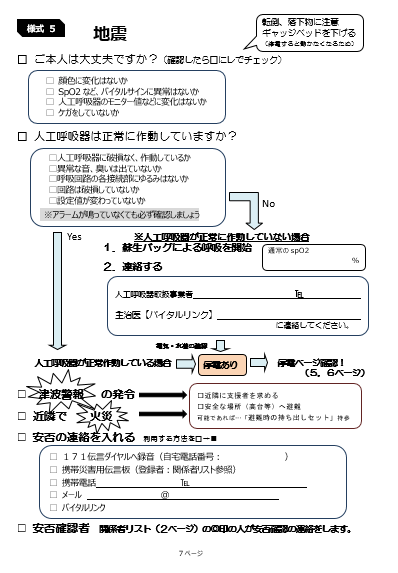 様式 5
地震
転倒、落下物に注意
ギャッジベッドを下げる
（停電すると動かなくなるため）
□ ご本人は大丈夫ですか？（確認したら□にレでチェック）
□ 顔色に変化はないか
□ SpO2 など、バイタルサインに異常はないか
□ 人工呼吸器のモニター値などに変化はないか
□ ケガをしていないか
□ 人工呼吸器は正常に作動していますか？
□人工呼吸器に破損なく、作動しているか
□異常な音、臭いは出ていないか
□呼吸回路の各接続部にゆるみはないか
□回路は破損していないか
□設定値が変わっていないか
※アラームが鳴っていなくても必ず確認しましょう
No
Yes
※人工呼吸器が正常に作動していない場合
１．蘇生バッグによる呼吸を開始
通常の spO2
％
２．連絡する
人工呼吸器取扱事業者 ℡
主治医【バイタルリンク】
に連絡してください。
電気・水道の確認
人工呼吸器が正常に作動している場合
停電あり
停電ページ確認！
（５，６ページ）
□ 津波警報 の発令
□ 近隣で 火災
□近隣に支援者を求める
□安全な場所（高台等）へ避難
可能であれば…「避難時の持ち出しセット」持参
□ 安否の連絡を入れる 利用する方法を□→■
□ １７１伝言ダイヤルへ録音（自宅電話番号： ）
□ 携帯災害用伝言板（登録者：関係者リスト参照）
□ 携帯電話 ℡
□ メール @
□ バイタルリンク
□ 安否確認者 関係者リスト（２ページ）の◎印の人が安否確認の連絡をします。
7 ページ